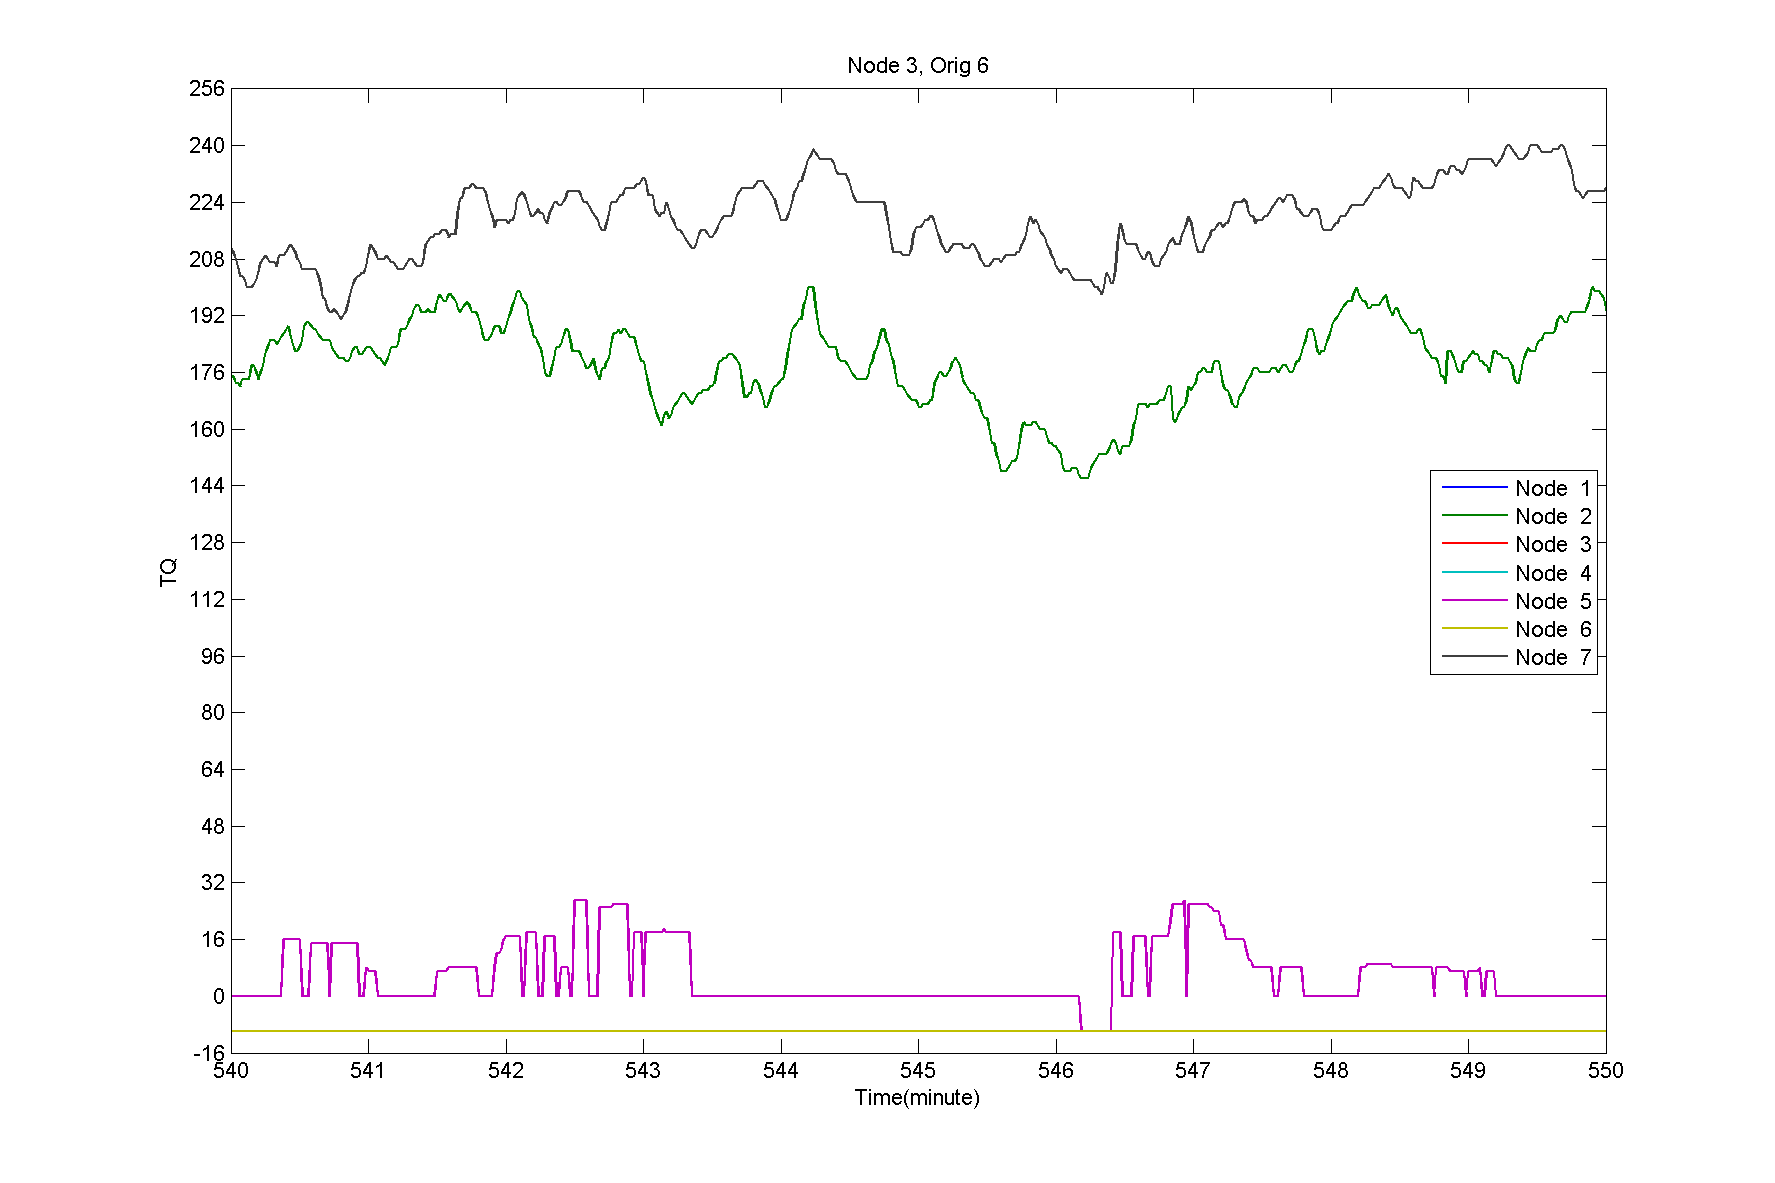 Node 3, Orig 6
256
240
224
208
192
176
160
144
128
112
96
80
64
48
32
16
0
-16
TQ
Node 1
Node 2
Node 3
Node 4
Node 5
Node 6
Node 7
540 541 542 543 544 545 546 547 548 549 550
Time(minute)